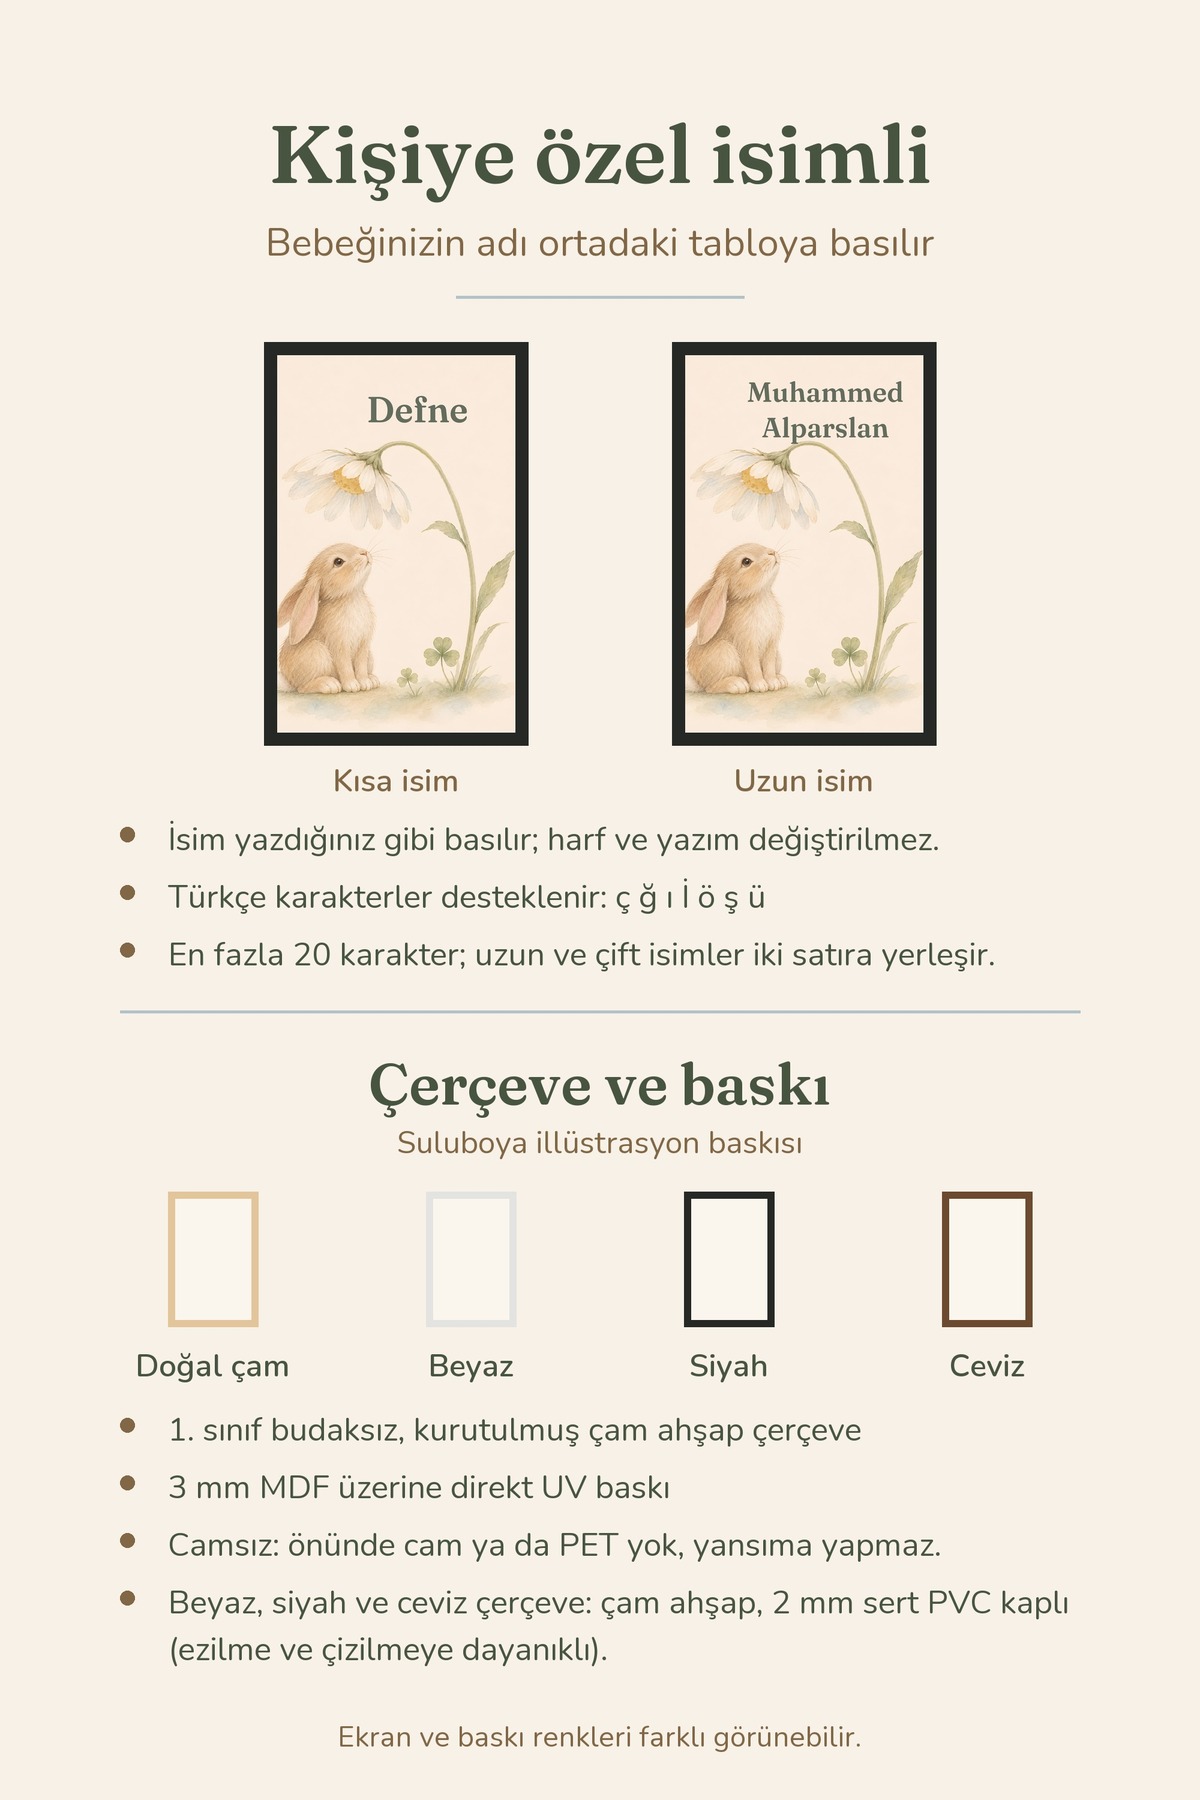 Kişiye özel isimli
Bebeğinizin adı ortadaki tabloya basılır
Defne
Muhammed
Alparslan
Kısa isim
Uzun isim
İsim yazdığınız gibi basılır; harf ve yazım değiştirilmez.
Türkçe karakterler desteklenir: ç ğ ı İ ö ş ü
En fazla 20 karakter; uzun ve çift isimler iki satıra yerleşir.
Çerçeve ve baskı
Suluboya illüstrasyon baskısı
Doğal çam
Beyaz
Siyah
Ceviz
1. sınıf budaksız, kurutulmuş çam ahşap çerçeve
3 mm MDF üzerine direkt UV baskı
Camsız: önünde cam ya da PET yok, yansıma yapmaz.
Beyaz, siyah ve ceviz çerçeve: çam ahşap, 2 mm sert PVC kaplı
(ezilme ve çizilmeye dayanıklı).
Ekran ve baskı renkleri farklı görünebilir.